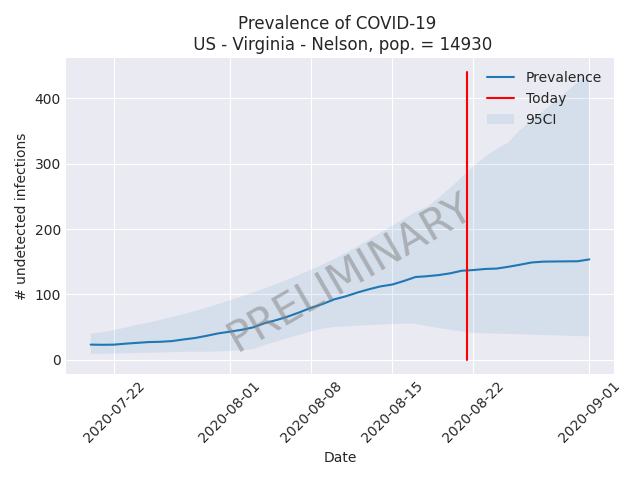 Prevalence of COVID-19
US - Virginia - Nelson, pop. = 14930
Prevalence
Today
95CI
PRELIMINARY
# undetected infections
400
300
200
100
0
2020-07-22
2020-08-01
2020-08-08
2020-08-15
2020-08-22
2020-09-01
Date